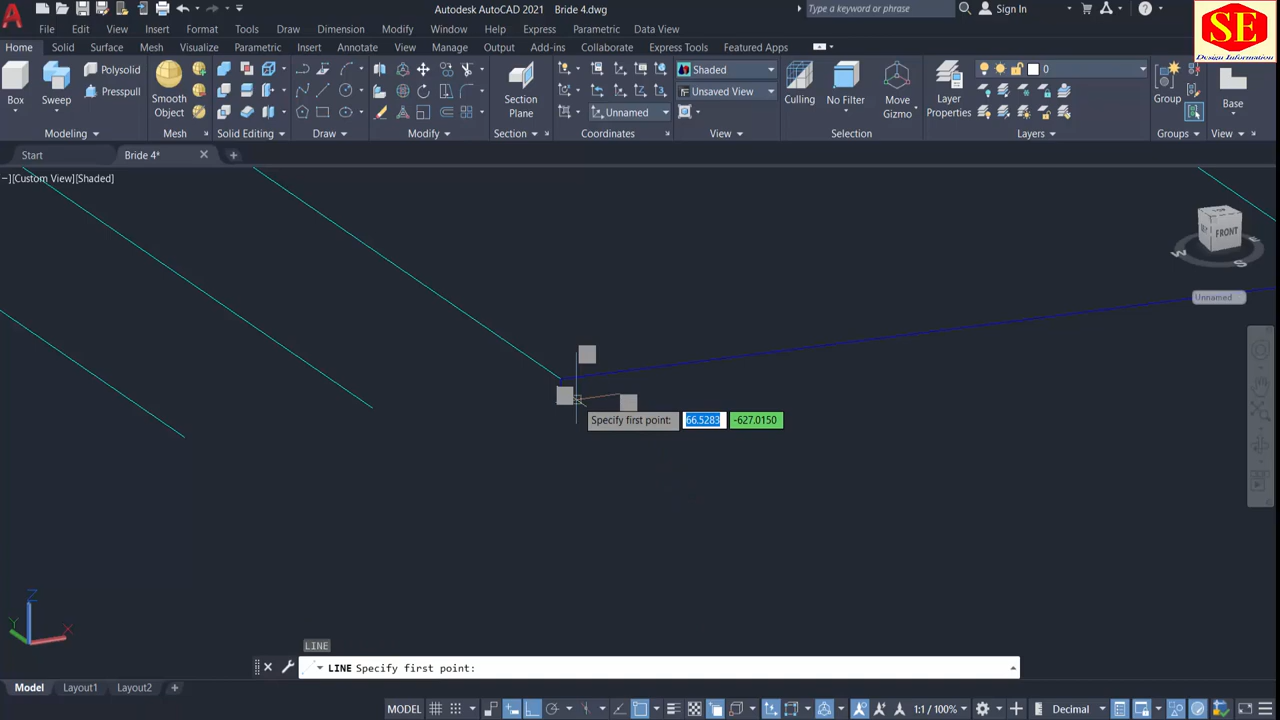 Autodesk AutoCAD 2021 Bride 4.dwg
Type a keyword or phrase
Sign In
SE
Design Information
File Edit View Insert Format Tools Draw Dimension Modify Window Help Express Parametric Data View
Home Solid Surface Mesh Visualize Parametric Insert Annotate View Manage Output Add-ins Collaborate Express Tools Featured Apps
Box
Sweep
Polysolid
Presspull
Smooth
Object
Section
Plane
Unnamed
Shaded
Unsaved View
Culling
No Filter
Move
Gizmo
Layer
Properties
0
Group
Base
Modeling Mesh Solid Editing Draw Modify Section Coordinates View Selection Layers Groups View
Start Bride 4*
−][Custom View][Shaded]
FRONT
W
S
E
Unnamed
Specify first point: 66.5283 -627.0150
Z
Y
X
LINE
LINE Specify first point:
Model Layout1 Layout2
MODEL 1:1 / 100% Decimal